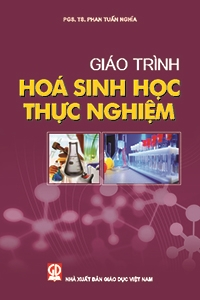 PGS. TS. PHAN TUẤN NGHĨA
GIÁO TRÌNH
HOÁ SINH HỌC
THỰC NGHIỆM
NHÀ XUẤT BẢN GIÁO DỤC VIỆT NAM